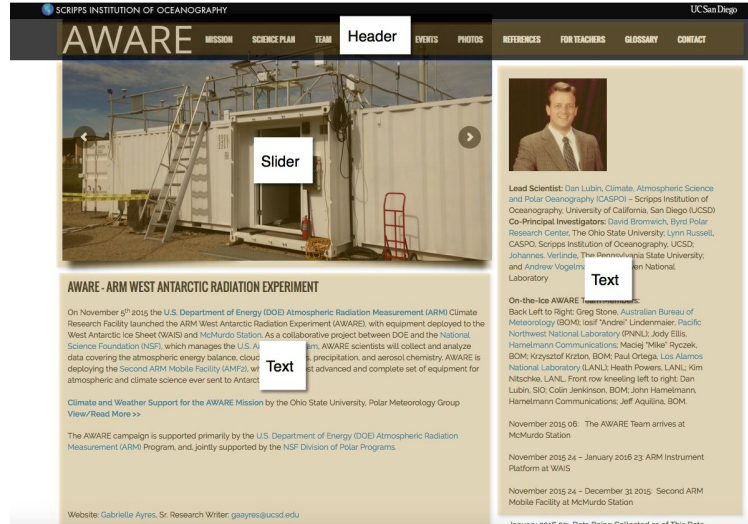 SCRIPPS INSTITUTION OF OCEANOGRAPHY
UC San Diego
AWARE
MISSION
SCIENCE PLAN
TEAM
Header
EVENTS
PHOTOS
REFERENCES
FOR TEACHERS
GLOSSARY
CONTACT
Slider
AWARE - ARM WEST ANTARCTIC RADIATION EXPERIMENT
On November 5th 2015 the U.S. Department of Energy (DOE) Atmospheric Radiation Measurement (ARM) Climate
Research Facility launched the ARM West Antarctic Radiation Experiment (AWARE), with equipment deployed to the
West Antarctic Ice Sheet (WAIS) and McMurdo Station. As a collaborative project between DOE and the National
Science Foundation (NSF), which manages the U.S. AWARE scientists will collect and analyze
data covering the atmospheric energy balance, precipitation, and aerosol chemistry. AWARE is
deploying the Second ARM Mobile Facility (AMF2), advanced and complete set of equipment for
atmospheric and climate science ever sent to
Text
Climate and Weather Support for the AWARE Mission by the Ohio State University, Polar Meteorology Group
View/Read More >>
The AWARE campaign is supported primarily by the U.S. Department of Energy (DOE) Atmospheric Radiation
Measurement (ARM) Program, and, jointly supported by the NSF Division of Polar Programs.
Website: Gabrielle Ayres, Sr. Research Writer: gaayres@ucsd.edu
Lead Scientist: Dan Lubin, Climate, Atmospheric Science
and Polar Oeanography (CASPO) – Scripps Institution of
Oceanography, University of California, San Diego (UCSD)
Co-Principal Investigators: David Bromwich, Byrd Polar
Research Center, The Ohio State University; Lynn Russell,
CASPO, Scripps Institution of Oceanography, UCSD;
Johannes, Verlinde, The Pennsylvania State University;
and Andrew National
Laboratory
Text
On-the-Ice AWARE Team Members:
Back Left to Right: Greg Stone, Australian Bureau of
Meteorology (BOM); Iosif "Andrei" Lindenmaier, Pacific
Northwest National Laboratory (PNNL); Jody Ellis,
Hamelmann Communications; Maciej "Mike" Ryczek,
BOM; Krzysztof Krzton, BOM; Paul Ortega, Los Alamos
National Laboratory (LANL); Heath Powers, LANL; Kim
Nitschke, LANL. Front row kneeling left to right: Dan
Lubin, SIO; Colin Jenkinson, BOM; John Hamelmann,
Hamelmann Communications; Jeff Aquilina, BOM.
November 2015 06: The AWARE Team arrives at
McMurdo Station
November 2015 24 – January 2016 23: ARM Instrument
Platform at WAIS
November 2015 24 – December 31 2015: Second ARM
Mobile Facility at McMurdo Station